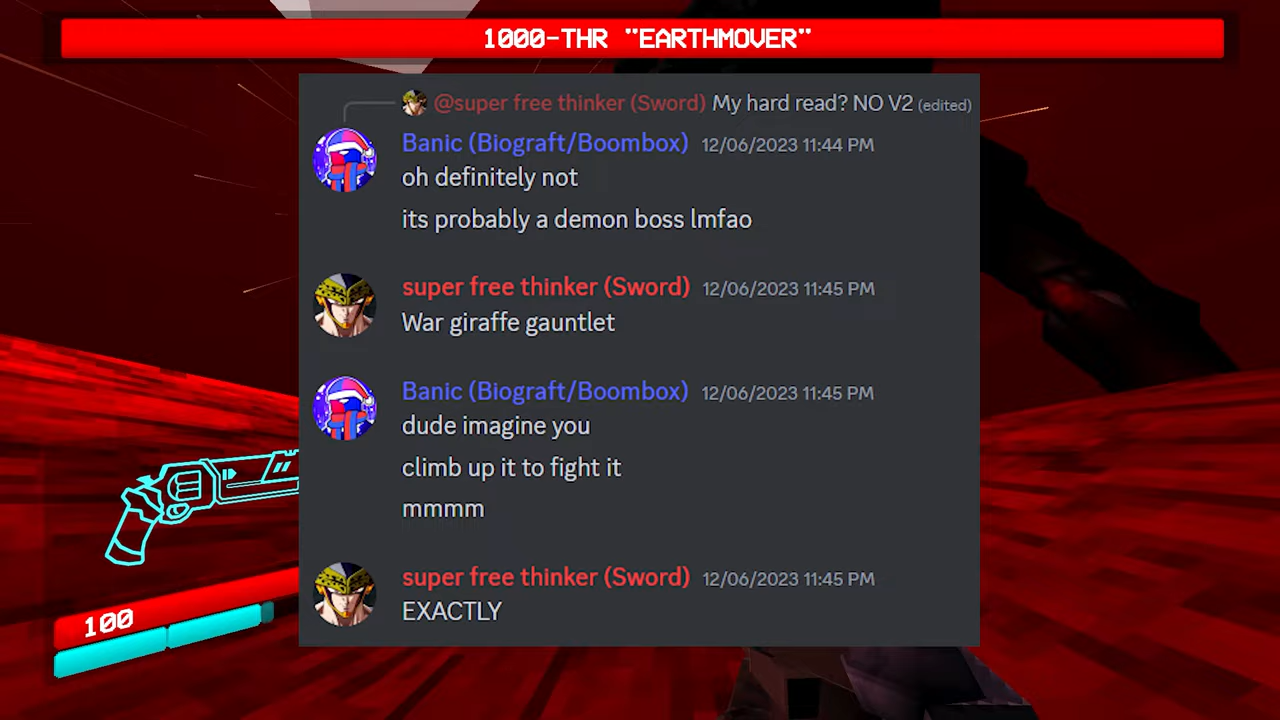 1000-THR "EARTHMOVER"
@super free thinker (Sword) My hard read? NO V2 (edited)
Banic (Biograft/Boombox) 12/06/2023 11:44 PM
oh definitely not
its probably a demon boss lmfao
super free thinker (Sword) 12/06/2023 11:45 PM
War giraffe gauntlet
Banic (Biograft/Boombox) 12/06/2023 11:45 PM
dude imagine you
climb up it to fight it
mmmm
super free thinker (Sword) 12/06/2023 11:45 PM
EXACTLY
100